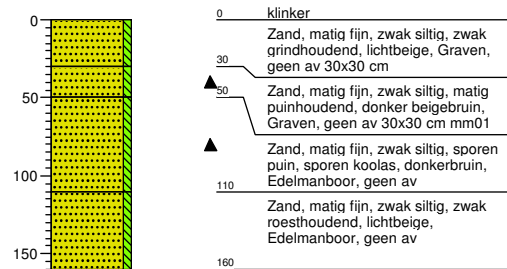 0
50
100
150
0
klinker
Zand, matig fijn, zwak siltig, zwak
grindhoudend, lichtbeige, Graven,
geen av 30x30 cm
30
Zand, matig fijn, zwak siltig, matig
puinhoudend, donker beigebruin,
Graven, geen av 30x30 cm mm01
50
Zand, matig fijn, zwak siltig, sporen
puin, sporen koolas, donkerbruin,
Edelmanboor, geen av
110
Zand, matig fijn, zwak siltig, zwak
roesthoudend, lichtbeige,
Edelmanboor, geen av
160